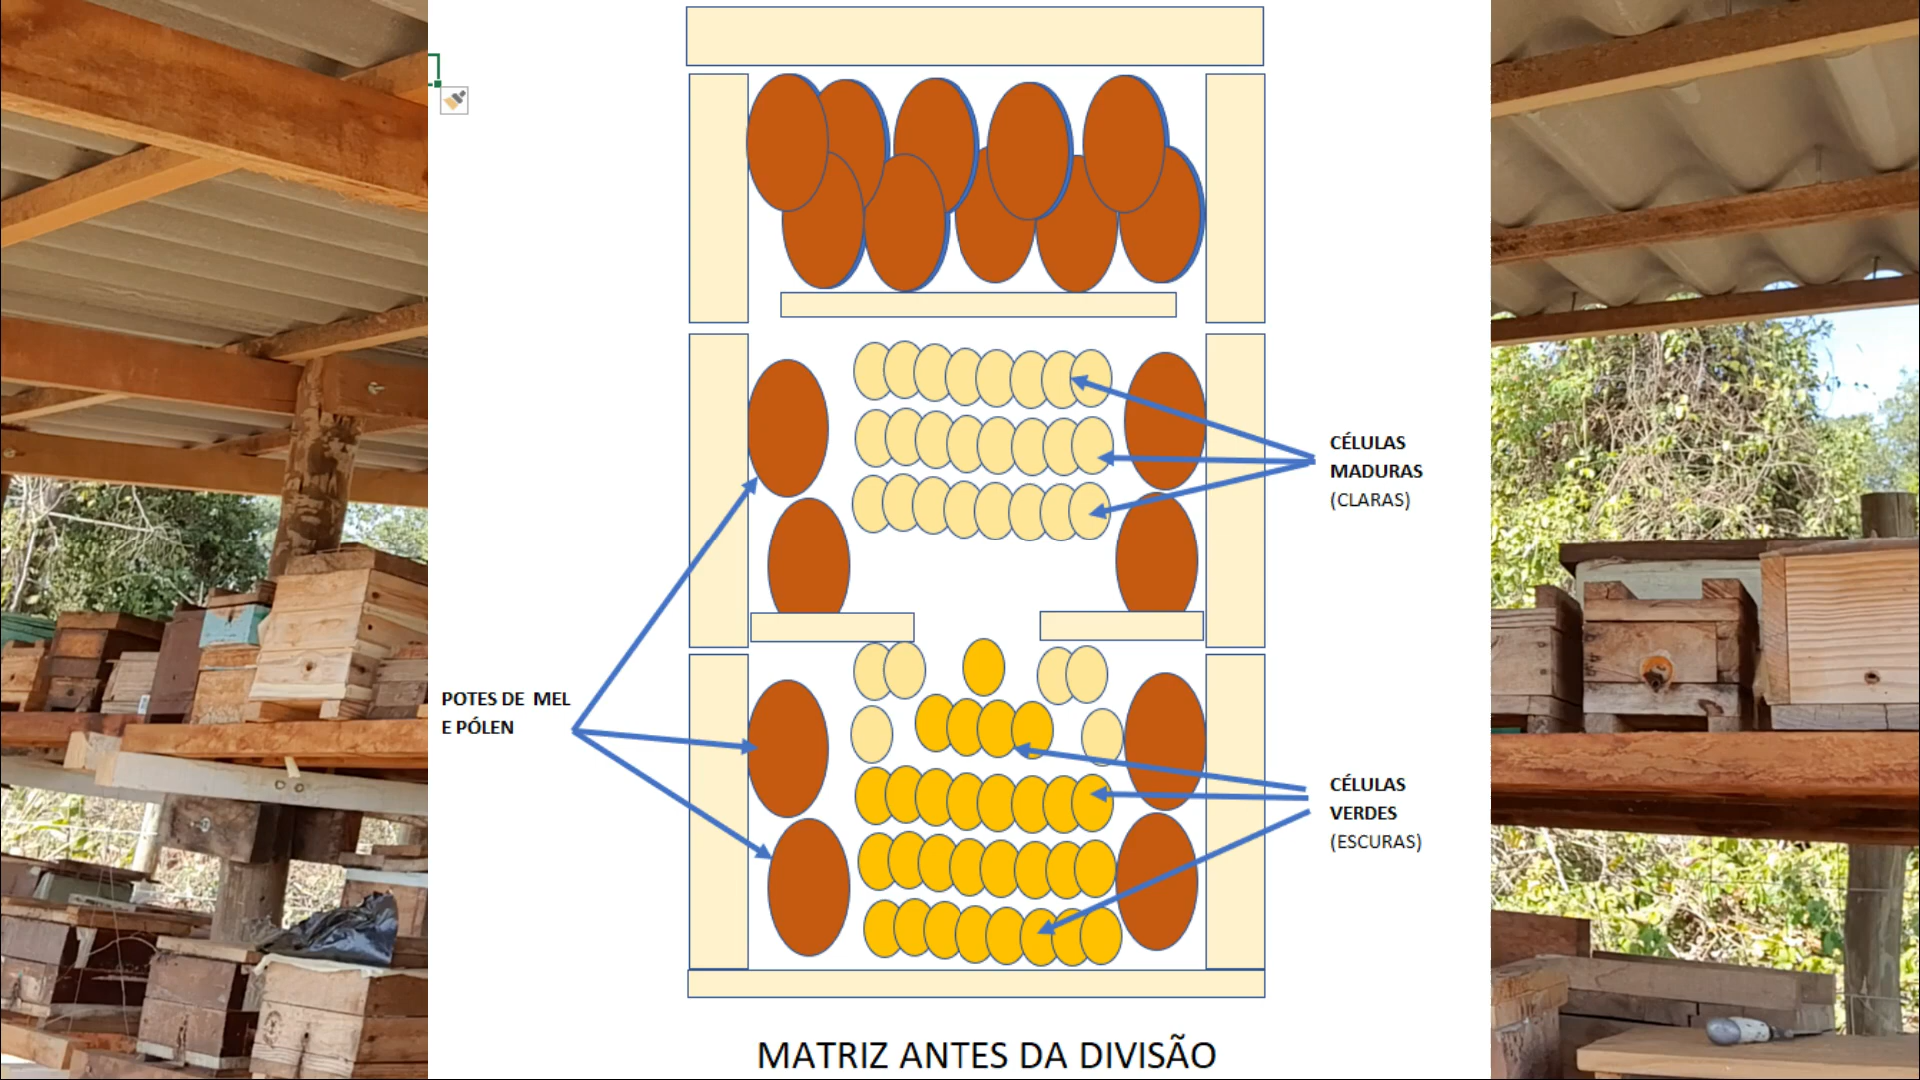 CÉLULAS
MADURAS
(CLARAS)
POTES DE MEL
E PÓLEN
CÉLULAS
VERDES
(ESCURAS)
MATRIZ ANTES DA DIVISÃO